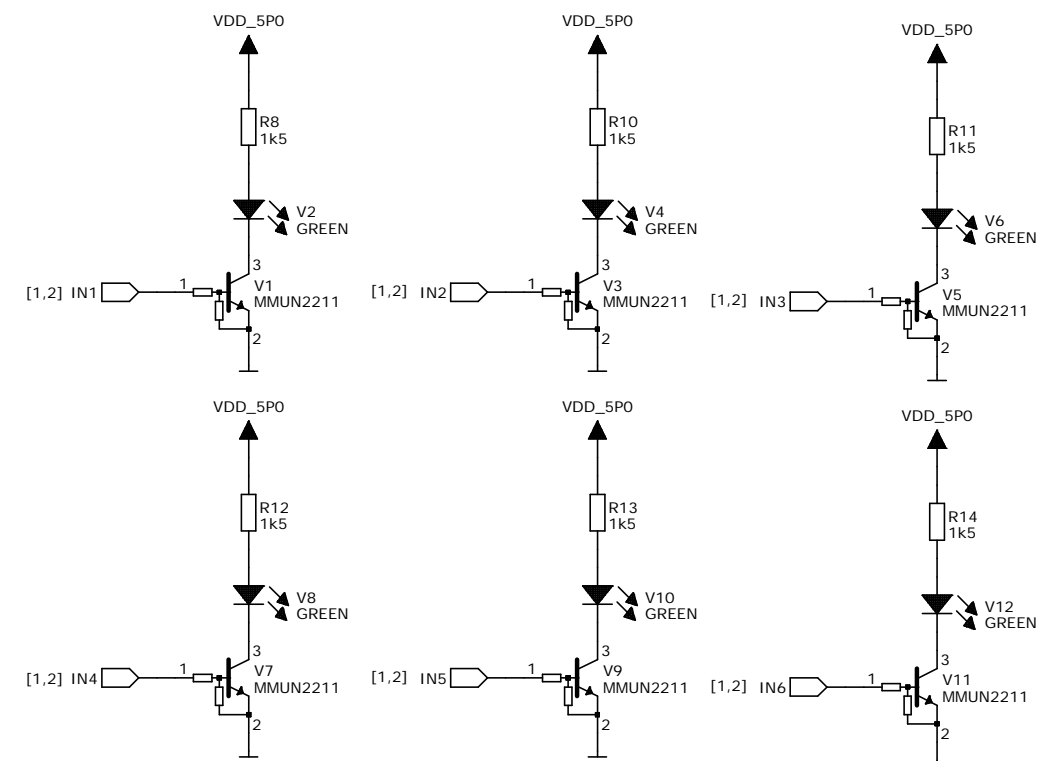 VDD_5P0
R8
1k5
V2
GREEN
3
[1,2] IN1
1
V1
MMUN2211
2
VDD_5P0
R10
1k5
V4
GREEN
3
[1,2] IN2
1
V3
MMUN2211
2
VDD_5P0
R11
1k5
V6
GREEN
3
[1,2] IN3
1
V5
MMUN2211
2
VDD_5P0
R12
1k5
V8
GREEN
3
[1,2] IN4
1
V7
MMUN2211
2
VDD_5P0
R13
1k5
V10
GREEN
3
[1,2] IN5
1
V9
MMUN2211
2
VDD_5P0
R14
1k5
V12
GREEN
3
[1,2] IN6
1
V11
MMUN2211
2